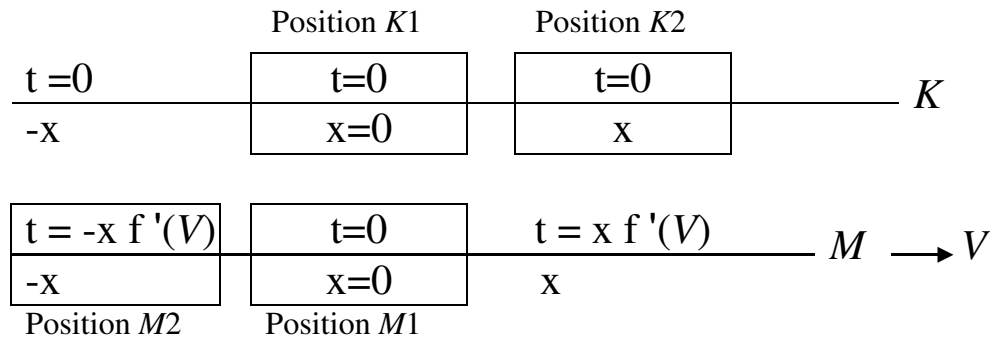 Position K1 Position K2
t =0 t=0 t=0
K
-x x=0 x
t = -x f '(V) t=0 t = x f '(V)
M V
-x x=0 x
Position M2 Position M1